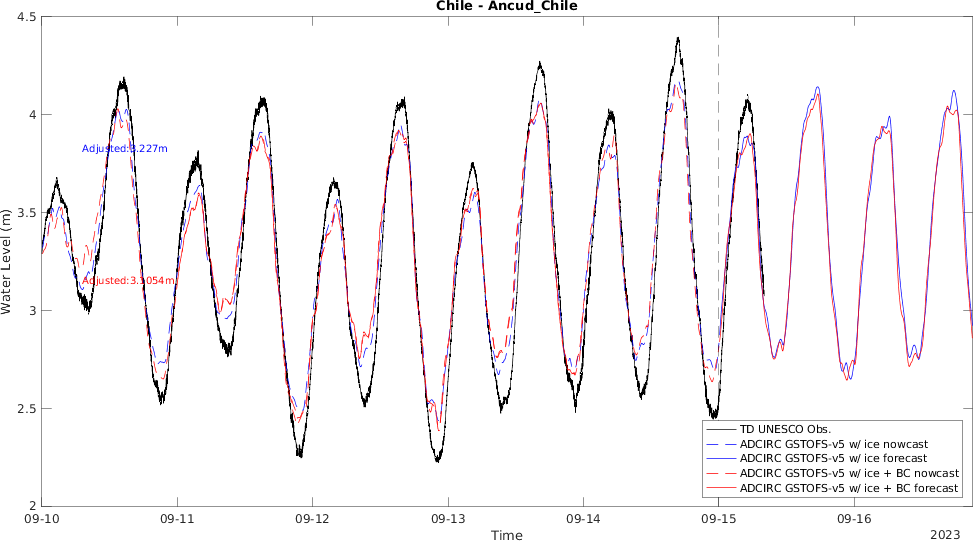 Chile - Ancud_Chile
4.5
4
3.5
3
2.5
2
Water Level (m)
Adjusted:3.227m
Adjusted:3.1054m
TD UNESCO Obs.
ADCIRC GSTOFS-v5 w/ ice nowcast
ADCIRC GSTOFS-v5 w/ ice forecast
ADCIRC GSTOFS-v5 w/ ice + BC nowcast
ADCIRC GSTOFS-v5 w/ ice + BC forecast
09-10 09-11 09-12 09-13 09-14 09-15 09-16
Time
2023